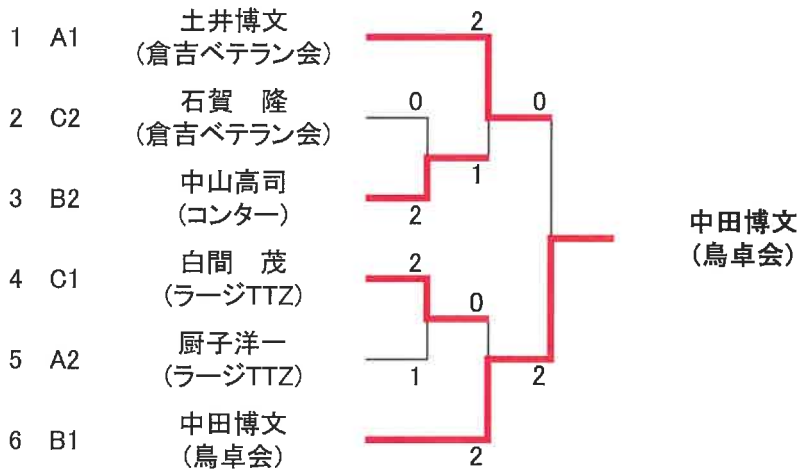 1 A1 土井博文
(倉吉ベテラン会)
2
2 C2 石賀 隆
(倉吉ベテラン会)
0
0
3 B2 中山高司
(コンター)
2
1
4 C1 白間 茂
(ラージTTZ)
2
0
5 A2 厨子洋一
(ラージTTZ)
1
2
6 B1 中田博文
(鳥卓会)
2
中田博文
(鳥卓会)